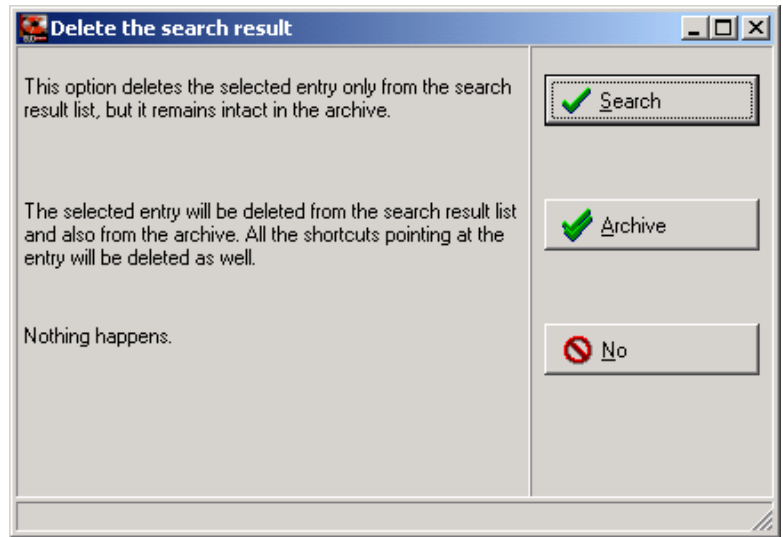 Delete the search result
This option deletes the selected entry only from the search
result list, but it remains intact in the archive.
Search
The selected entry will be deleted from the search result list
and also from the archive. All the shortcuts pointing at the
entry will be deleted as well.
Archive
Nothing happens.
No